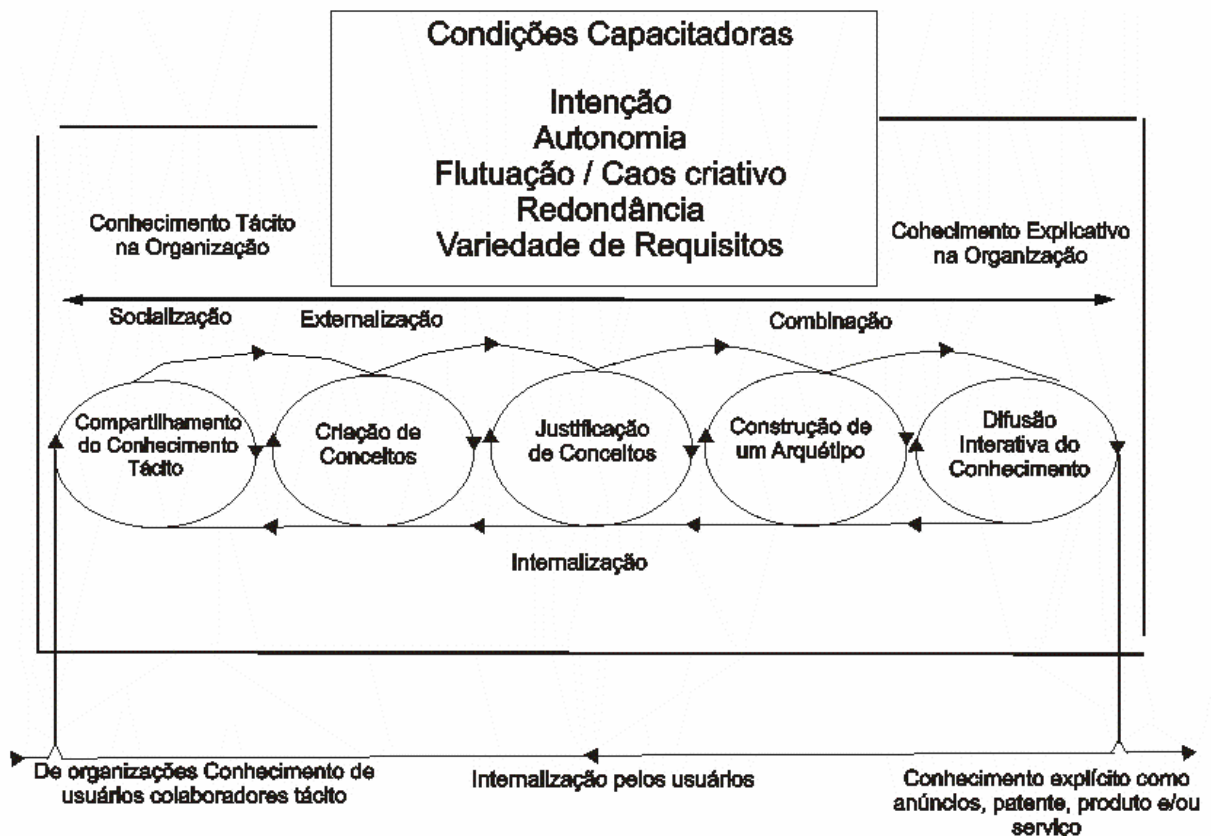 Condições Capacitadoras
Intenção
Autonomia
Flutuação / Caos criativo
Redondância
Variedade de Requisitos
Conhecimento Tácito
na Organização
Cohecimento Explicativo
na Organização
Socialização
Externalização
Combinação
Compartilhamento
do Conhecimento
Tácito
Criação de
Conceitos
Justificação
de Conceitos
Construção de
um Arquétipo
Difusão
Interativa do
Conhecimento
Internalização
De organizações Conhecimento de
usuários colaboradores tácito
Internalização pelos usuários
Conhecimento explícito como
anúncios, patente, produto e/ou
serviço